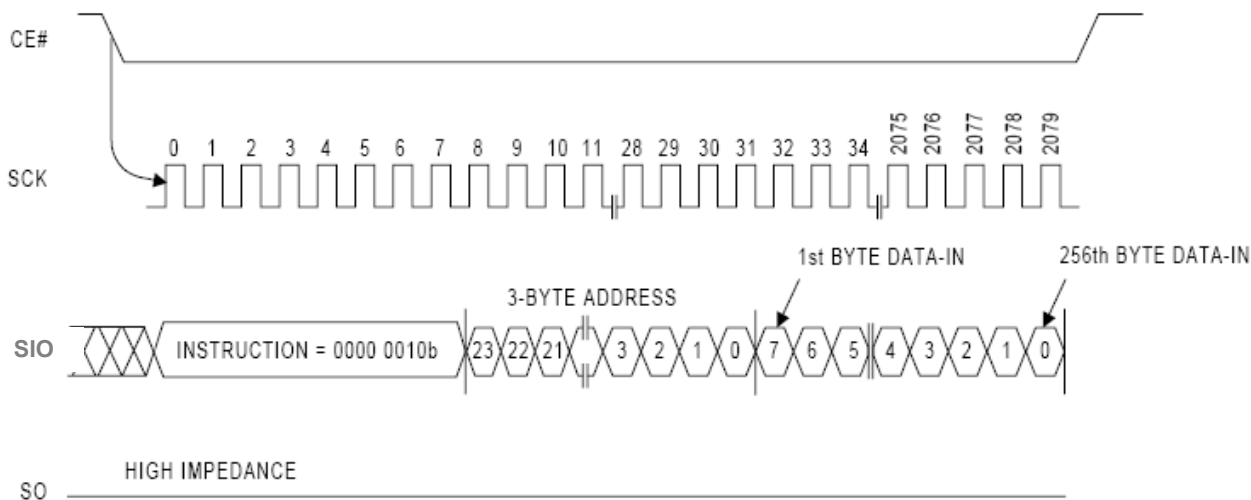 CE#
0 1 2 3 4 5 6 7 8 9 10 11 28 29 30 31 32 33 34 2075 2076 2077 2078 2079
SCK
1st BYTE DATA-IN 256th BYTE DATA-IN
3-BYTE ADDRESS
SIO INSTRUCTION = 0000 0010b 23 22 21 3 2 1 0 7 6 5 4 3 2 1 0
HIGH IMPEDANCE
SO